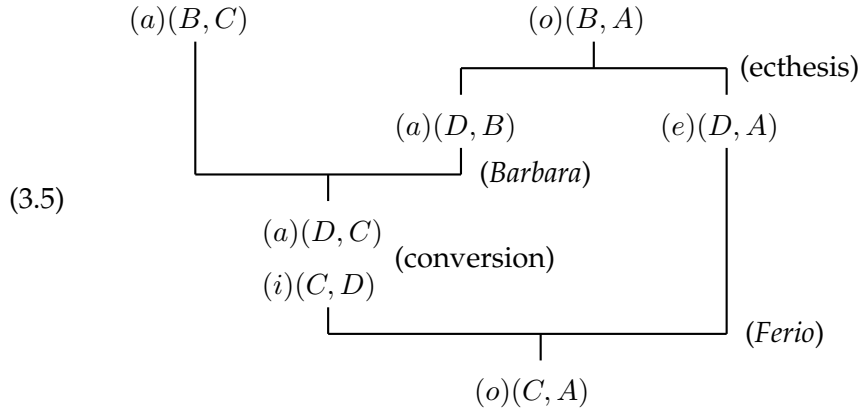 (a)(B, C) (o)(B, A)
(ecthesis)
(a)(D, B) (e)(D, A)
(Barbara)
(3.5)
(a)(D, C)
(conversion)
(i)(C, D)
(Ferio)
(o)(C, A)